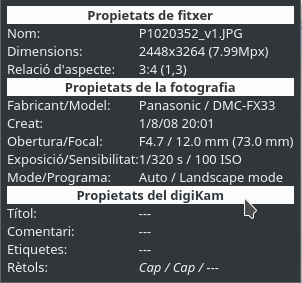 Propietats de fitxer
Nom: P1020352_v1.JPG
Dimensions: 2448x3264 (7.99Mpx)
Relació d'aspecte: 3:4 (1,3)
Propietats de la fotografia
Fabricant/Model: Panasonic / DMC-FX33
Creat: 1/8/08 20:01
Obertura/Focal: F4.7 / 12.0 mm (73.0 mm)
Exposició/Sensibilitat: 1/320 s / 100 ISO
Mode/Programa: Auto / Landscape mode
Propietats del digiKam
Títol: ---
Comentari: ---
Etiquetes: ---
Rètols: Cap / Cap / ---